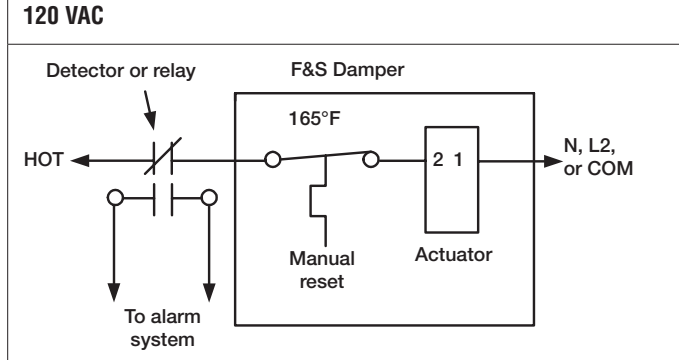 120 VAC
Detector or relay
F&S Damper
165°F
HOT
2 1
N, L2,
or COM
Manual
reset
Actuator
To alarm
system